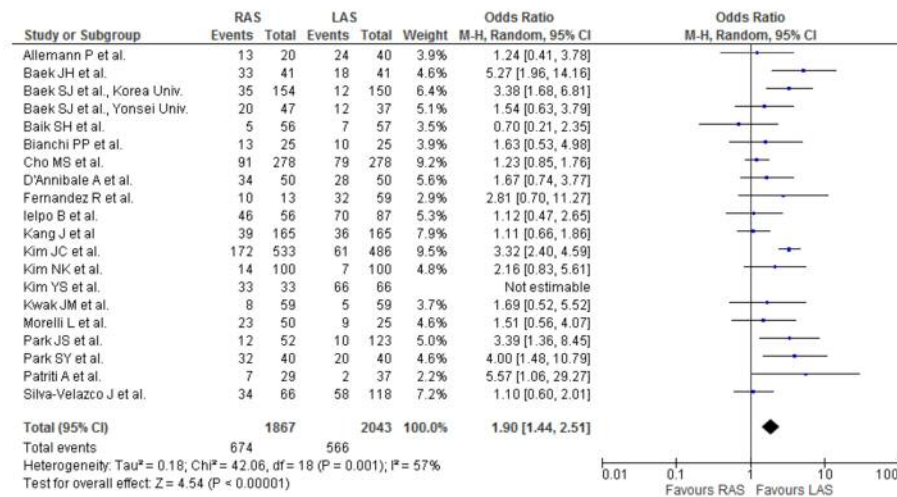 RAS LAS Odds Ratio Odds Ratio
Study or Subgroup Events Total Events Total Weight M-H, Random, 95% CI M-H, Random, 95% CI
Allemann P et al. 13 20 24 40 3.9% 1.24 [0.41, 3.78]
Baek JH et al. 33 41 18 41 4.6% 5.27 [1.96, 14.16]
Baek SJ et al., Korea Univ. 35 154 12 150 6.4% 3.38 [1.68, 6.81]
Baek SJ et al., Yonsei Univ. 20 47 12 37 5.1% 1.54 [0.63, 3.79]
Baik SH et al. 5 56 7 57 3.5% 0.70 [0.21, 2.35]
Bianchi PP et al. 13 25 10 25 3.8% 1.63 [0.53, 4.98]
Cho MS et al. 91 278 79 278 9.2% 1.23 [0.85, 1.76]
D'Annibale A et al. 34 50 28 50 5.6% 1.67 [0.74, 3.77]
Fernandez R et al. 10 13 32 59 2.9% 2.81 [0.70, 11.27]
Ielpo B et al. 46 56 70 87 5.3% 1.12 [0.47, 2.65]
Kang J et al 39 165 36 165 8.0% 1.11 [0.66, 1.86]
Kim JC et al. 172 533 61 486 9.5% 3.32 [2.40, 4.59]
Kim NK et al. 14 100 7 100 4.8% 2.16 [0.83, 5.61]
Kim YS et al. 33 33 66 66 Not estimable
Kwak JM et al. 8 59 5 59 3.7% 1.69 [0.52, 5.52]
Morelli L et al. 23 50 9 25 4.6% 1.51 [0.56, 4.07]
Park JS et al. 12 52 10 123 5.0% 3.39 [1.36, 8.45]
Park SY et al. 32 40 20 40 4.6% 4.00 [1.48, 10.79]
Patriti A et al. 7 29 2 37 2.2% 5.57 [1.06, 29.27]
Silva-Velazco J et al. 34 66 58 118 7.2% 1.10 [0.60, 2.01]
Total (95% CI) 1867 2043 100.0% 1.90 [1.44, 2.51]
Total events 674 566
Heterogeneity: Tau² = 0.18; Chi² = 42.06, df = 18 (P = 0.001); I² = 57%
Test for overall effect: Z = 4.54 (P < 0.00001)
0.01 0.1 1 10 100
Favours RAS Favours LAS